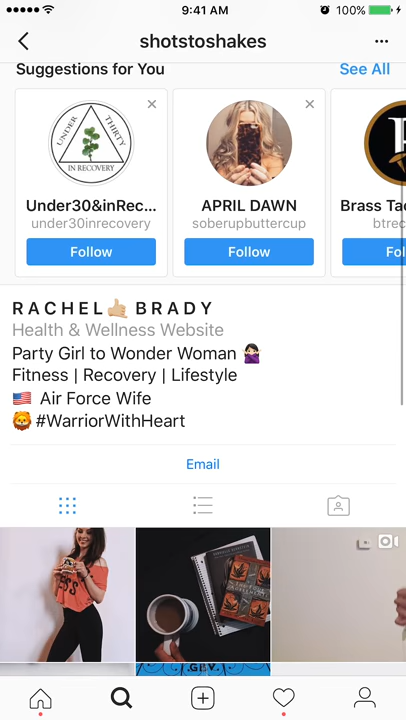 9:41 AM
100%
shotstoshakes
Suggestions for You
See All
UNDER THIRTY
IN RECOVERY
Under30&inRec...
under30inrecovery
Follow
APRIL DAWN
soberupbuttercup
Follow
Brass Ta
btrec
Fol
RACHEL🤙🏼BRADY
Health & Wellness Website
Party Girl to Wonder Woman 🙅🏻‍♀️
Fitness | Recovery | Lifestyle
🇺🇸 Air Force Wife
🦁 #WarriorWithHeart
Email